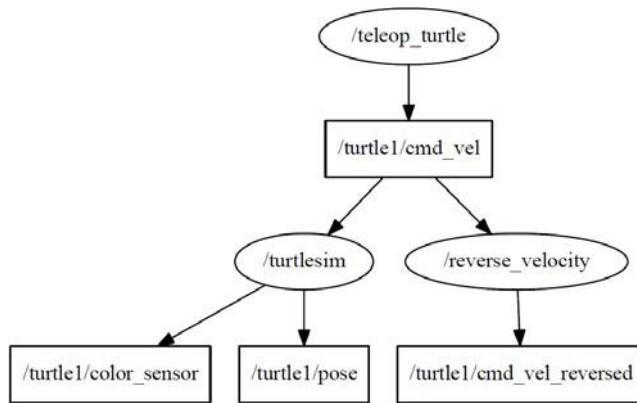 /teleop_turtle
/turtle1/cmd_vel
/turtlesim
/reverse_velocity
/turtle1/color_sensor
/turtle1/pose
/turtle1/cmd_vel_reversed